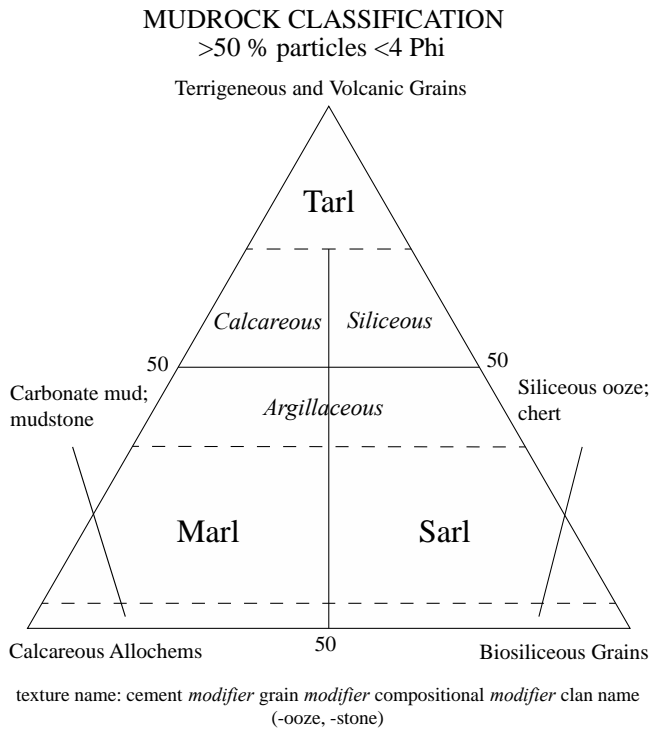 MUDROCK CLASSIFICATION
>50 % particles <4 Phi
Terrigeneous and Volcanic Grains
Tarl
Calcareous
Siliceous
50
50
Carbonate mud;
mudstone
Argillaceous
Siliceous ooze;
chert
Marl
Sarl
Calcareous Allochems
50
Biosiliceous Grains
texture name: cement modifier grain modifier compositional modifier clan name
(-ooze, -stone)